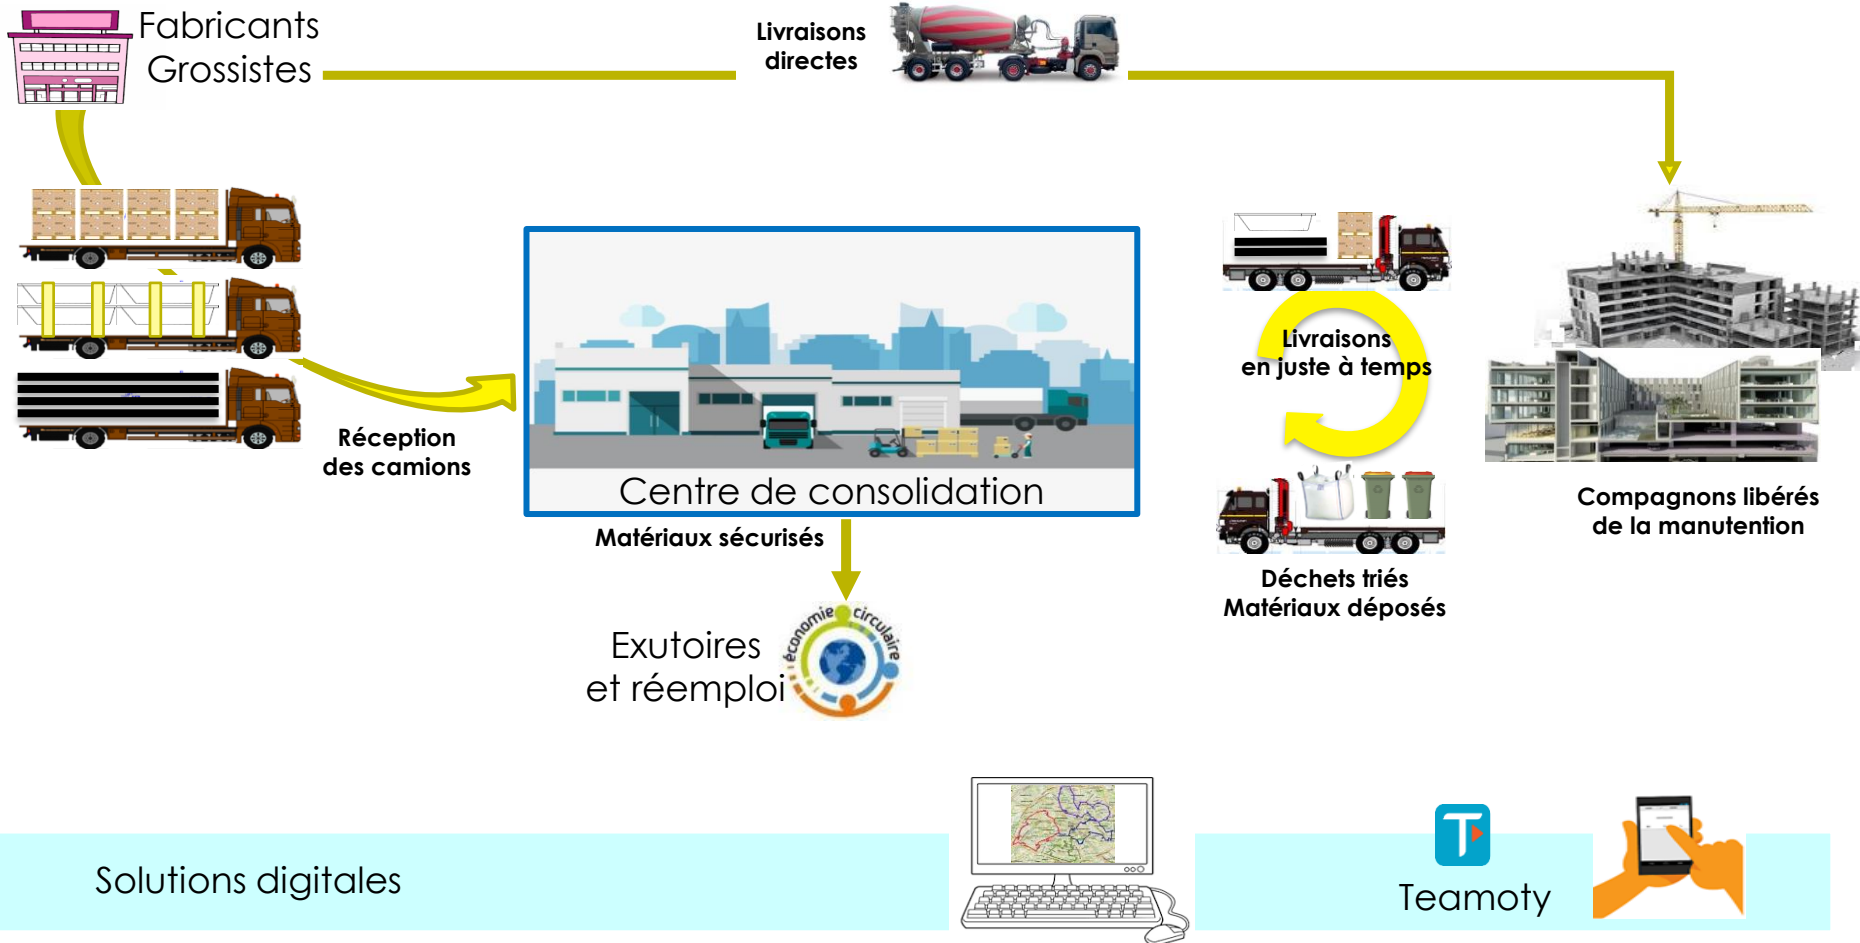 Fabricants
Grossistes
Livraisons
directes
Réception
des camions
Centre de consolidation
Matériaux sécurisés
Livraisons
en juste à temps
Déchets triés
Matériaux déposés
Compagnons libérés
de la manutention
Exutoires
et réemploi
économie circulaire
Solutions digitales
T
Teamoty